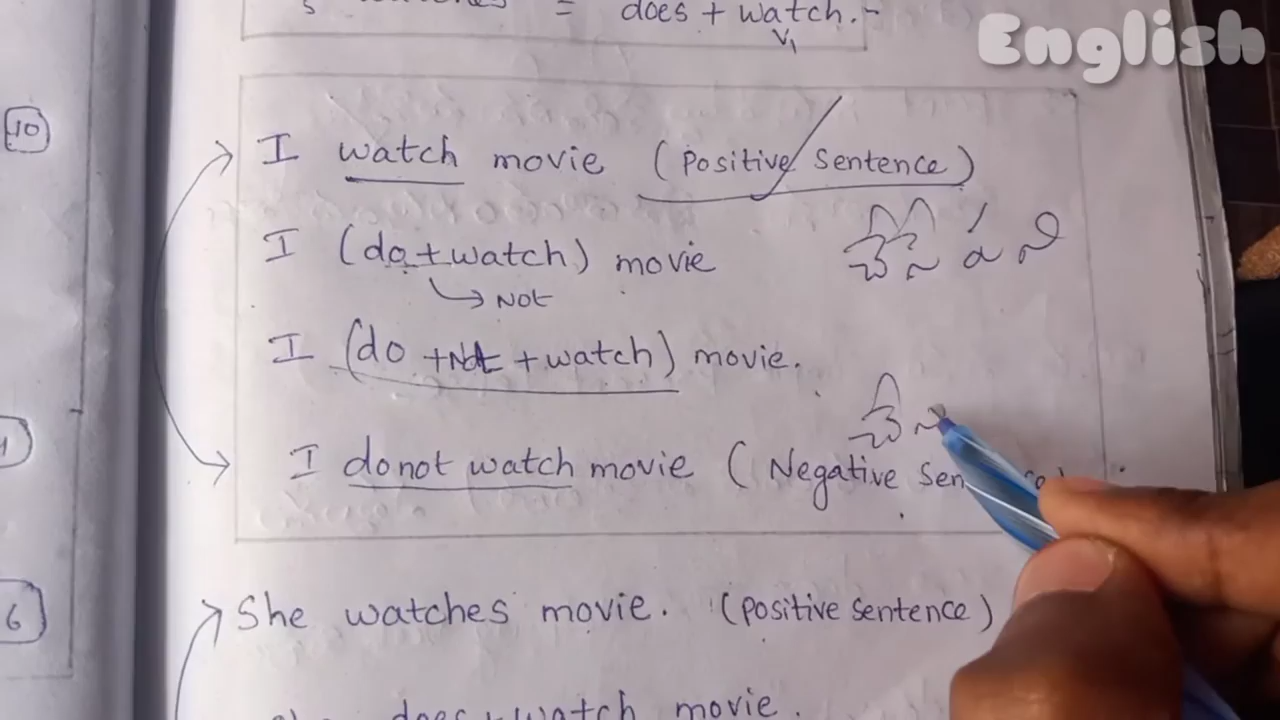 = does + watch.-
V₁
English
10
I watch movie (positive sentence)
I (do+watch) movie
→ Not
I (do +Not + watch) movie.
I donot watch movie (Negative Sen
6
She watches movie. (positive sentence)
does + watch movie.